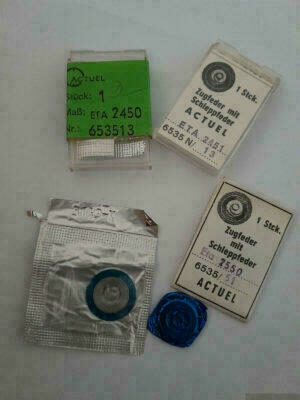 ACTUEL
Stück: 1
Maß: ETA 2450
Nr.: 653513
1 Stck.
Zugfeder mit
Schleppfeder
ACTUEL
ETA 2451
6535 N/ 13
1 Stck.
Zugfeder
mit
Schleppfeder
Eta 2550
6535/51
ACTUEL